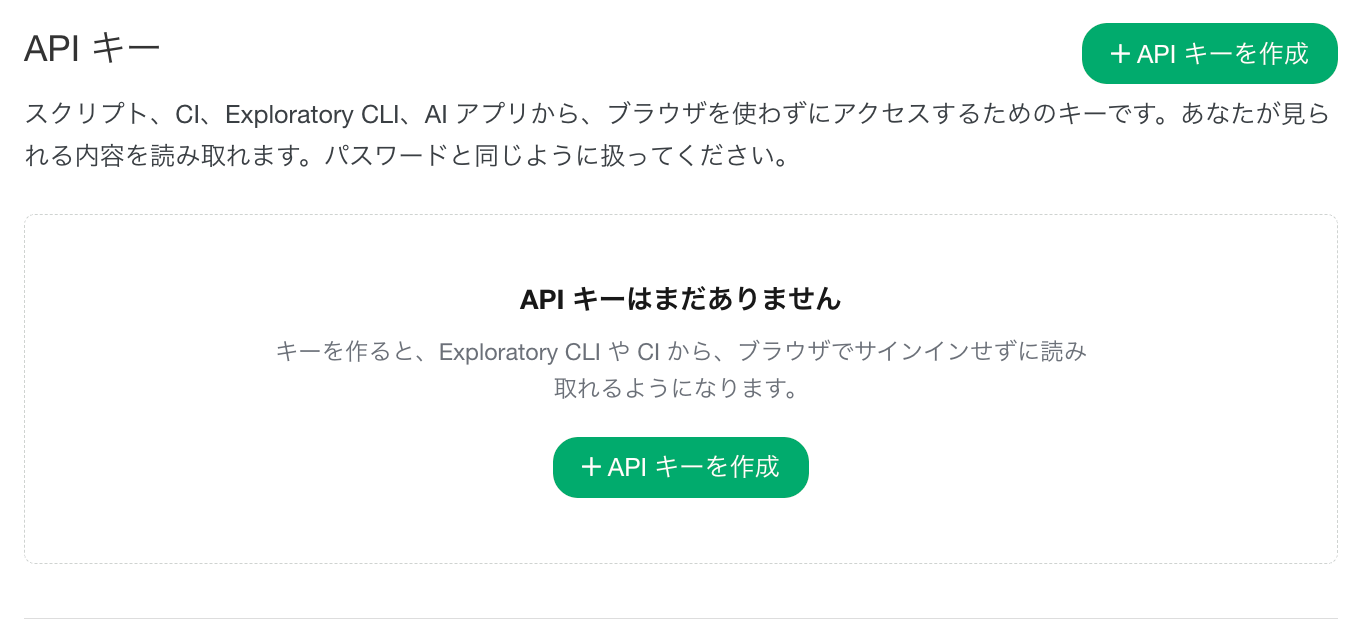 API キー
+ API キーを作成
スクリプト、CI、Exploratory CLI、AI アプリから、ブラウザを使わずにアクセスするためのキーです。あなたが見ら
れる内容を読み取れます。パスワードと同じように扱ってください。
API キーはまだありません
キーを作ると、Exploratory CLI や CI から、ブラウザでサインインせずに読み
取れるようになります。
+ API キーを作成